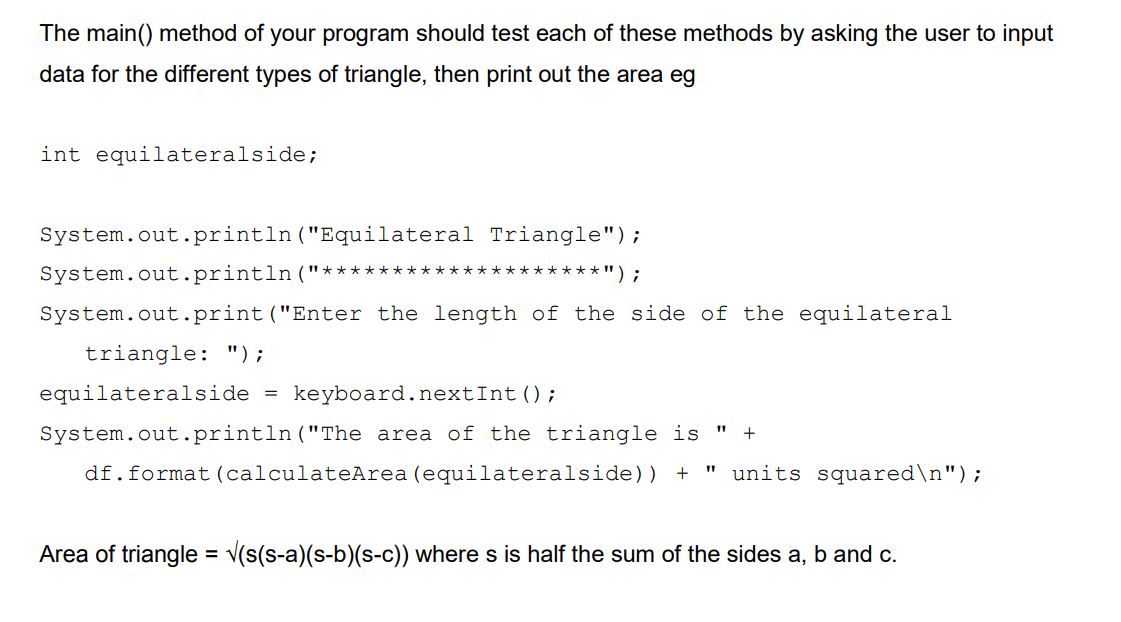 The main() method of your program should test each of these methods by asking the user to input
data for the different types of triangle, then print out the area eg
int equilateralside;
System.out.println("Equilateral Triangle");
System.out.println("********************");
System.out.print("Enter the length of the side of the equilateral
triangle: ");
equilateralside = keyboard.nextInt();
System.out.println("The area of the triangle is " +
df.format(calculateArea(equilateralside)) + " units squared\n");
Area of triangle = √(s(s-a)(s-b)(s-c)) where s is half the sum of the sides a, b and c.